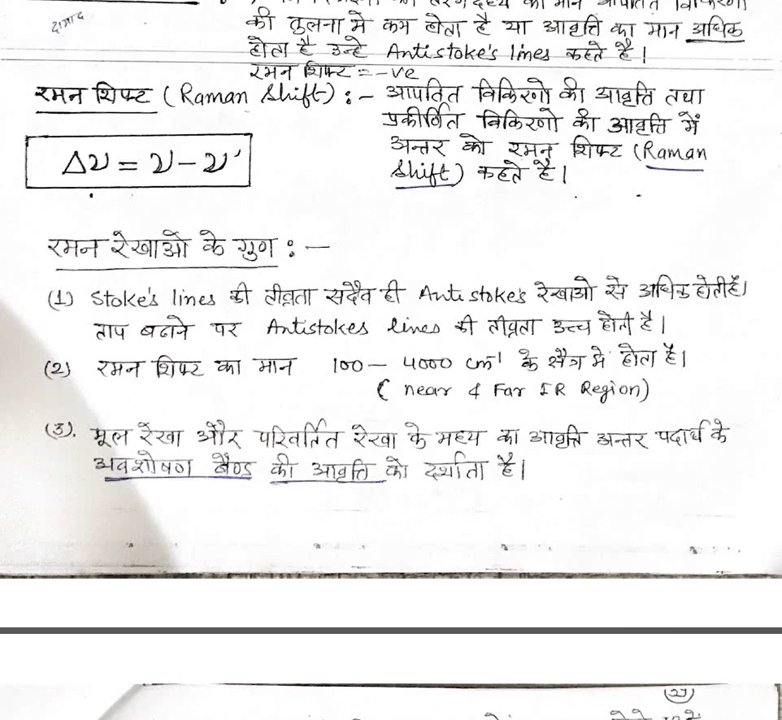 की तुलना मे कम होता है या आवृति का मान अधिक
होता है उन्हे Antistoke's lines कहते है।
रमन शिफ्ट = -ve
रमन शिफ्ट (Raman Shift) :- आपतित विकिरणो की आवृति तथा
प्रकीर्णित विकिरणो की आवृति में
अन्तर को रमन शिफ्ट (Raman
Shift) कहते है।
Δν = ν - ν'
रमन रेखाओ के गुण : -
(1) Stoke's lines की तीव्रता सदैव ही Antistokes रेखाओ से अधिक होती है।
ताप बढाने पर Antistokes lines की तीव्रता उच्च होती है।
(2) रमन शिफ्ट का मान 100 - 4000 cm⁻¹ के क्षैत्र मे होता है।
( near & Far IR Region)
(3). मूल रेखा और परिवर्तित रेखा के मध्य का आवृति अन्तर पदार्थ के
अवशोषण बैण्ड की आवृति को दर्शाता है।